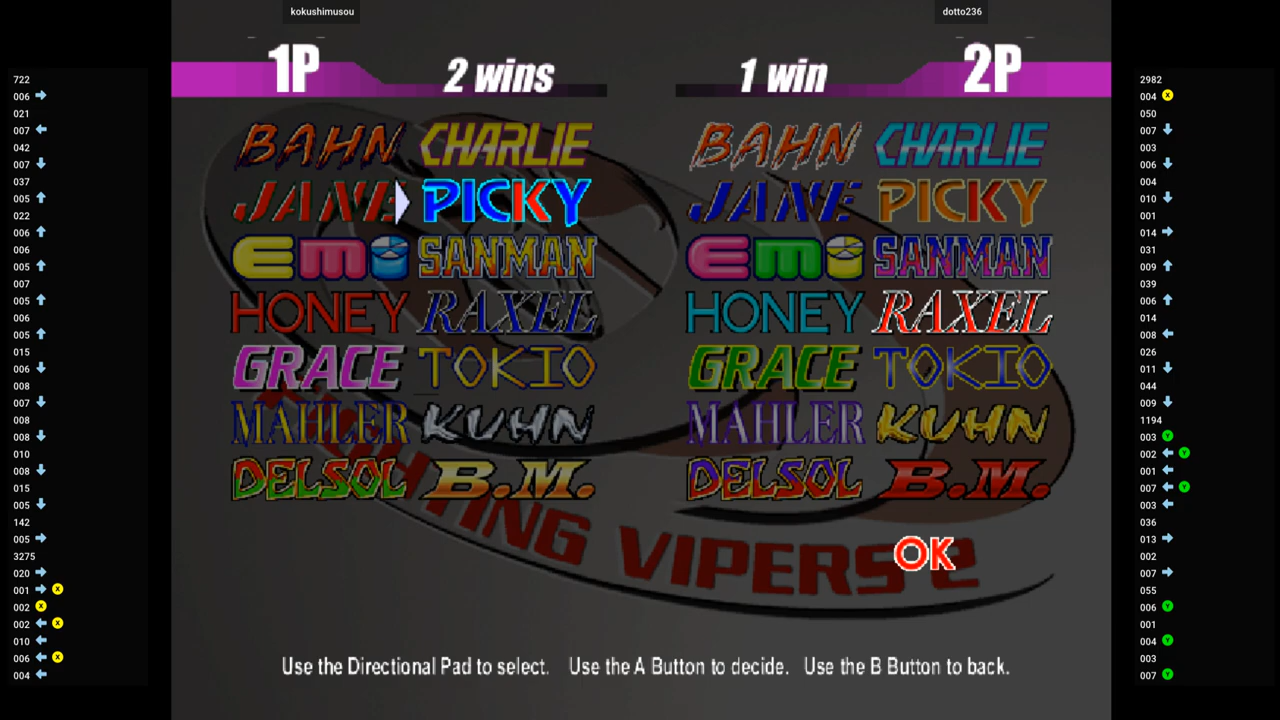 kokushimusou
dotto236
1P 2 wins 1 win 2P
BAHN CHARLIE BAHN CHARLIE
JANE PICKY JANE PICKY
emi SANMAN emi SANMAN
HONEY RAXEL HONEY RAXEL
GRACE TOKIO GRACE TOKIO
MAHLER KUHN MAHLER KUHN
DELSOL B.M. DELSOL B.M.
FIGHTING VIPERS 2
OK
Use the Directional Pad to select. Use the A Button to decide. Use the B Button to back.
722
006
021
007
042
007
037
005
022
006
006
005
007
005
006
005
015
006
008
007
008
008
010
008
015
005
142
005
3275
020
001 X
002 X
002 X
010
006 X
004
2982
004 X
050
007
003
006
004
010
001
014
031
009
039
006
014
008
026
011
044
009
1194
003 Y
002 Y
001
007 Y
003
036
013
002
007
055
006 Y
001
004 Y
003
007 Y